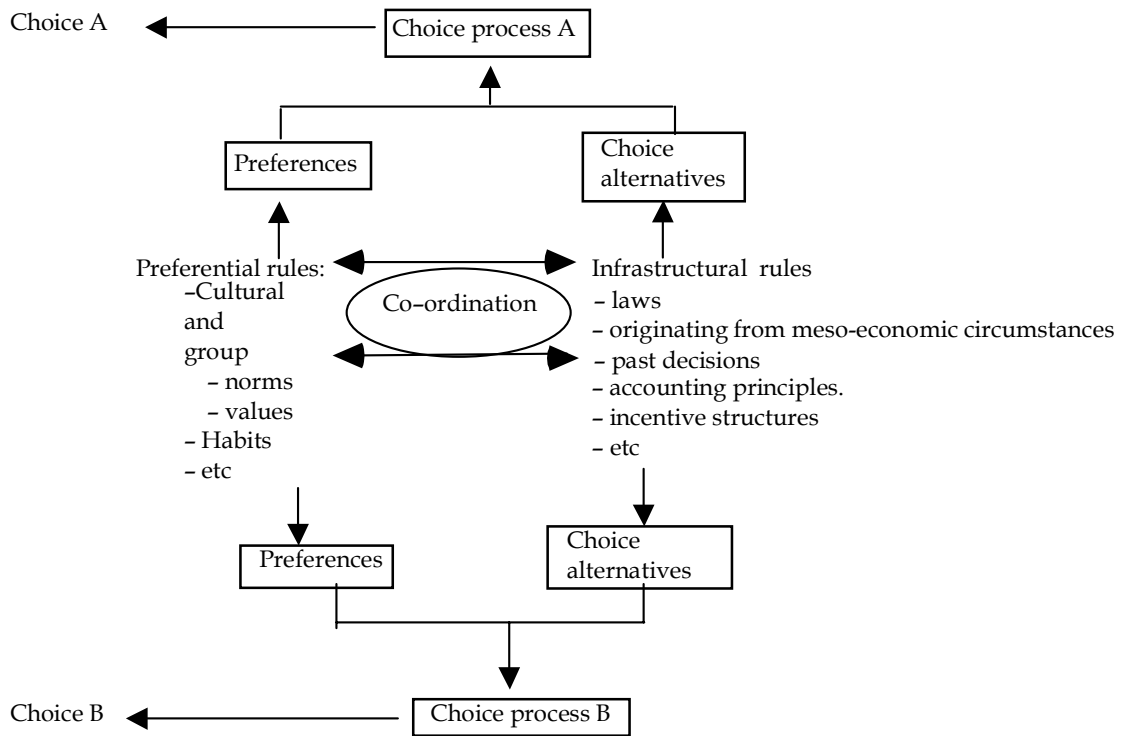 Choice A
Choice process A
Preferences
Choice
alternatives
Preferential rules:
–Cultural
and
group
– norms
– values
– Habits
– etc
Co–ordination
Infrastructural rules
– laws
– originating from meso-economic circumstances
– past decisions
– accounting principles.
– incentive structures
– etc
Preferences
Choice
alternatives
Choice B
Choice process B